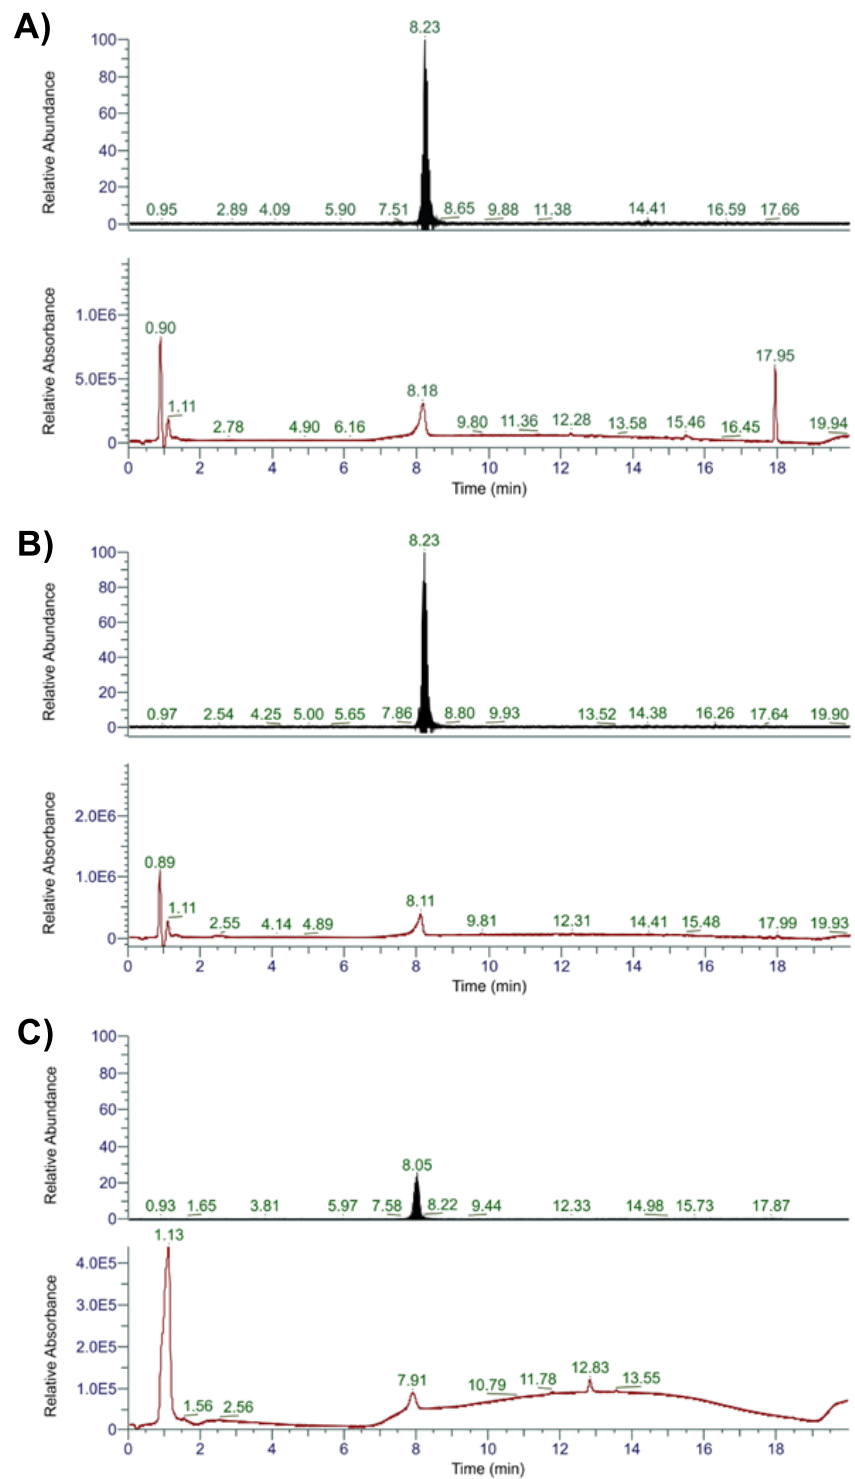 A)
Relative Abundance
100
80
60
40
20
0
8.23
0.95 2.89 4.09 5.90 7.51 8.65 9.88 11.38 14.41 16.59 17.66
Relative Absorbance
1.0E6
5.0E5
0
0.90 1.11 2.78 4.90 6.16 8.18 9.80 11.36 12.28 13.58 15.46 16.45 17.95 19.94
0 2 4 6 8 10 12 14 16 18
Time (min)
B)
Relative Abundance
100
80
60
40
20
0
8.23
0.97 2.54 4.25 5.00 5.65 7.86 8.80 9.93 13.52 14.38 16.26 17.64 19.90
Relative Absorbance
2.0E6
1.0E6
0
0.89 1.11 2.55 4.14 4.89 8.11 9.81 12.31 14.41 15.48 17.99 19.93
0 2 4 6 8 10 12 14 16 18
Time (min)
C)
Relative Abundance
100
80
60
40
20
0
8.05
0.93 1.65 3.81 5.97 7.58 8.22 9.44 12.33 14.98 15.73 17.87
Relative Absorbance
4.0E5
3.0E5
2.0E5
1.0E5
0
1.13 1.56 2.56 7.91 10.79 11.78 12.83 13.55
0 2 4 6 8 10 12 14 16 18
Time (min)